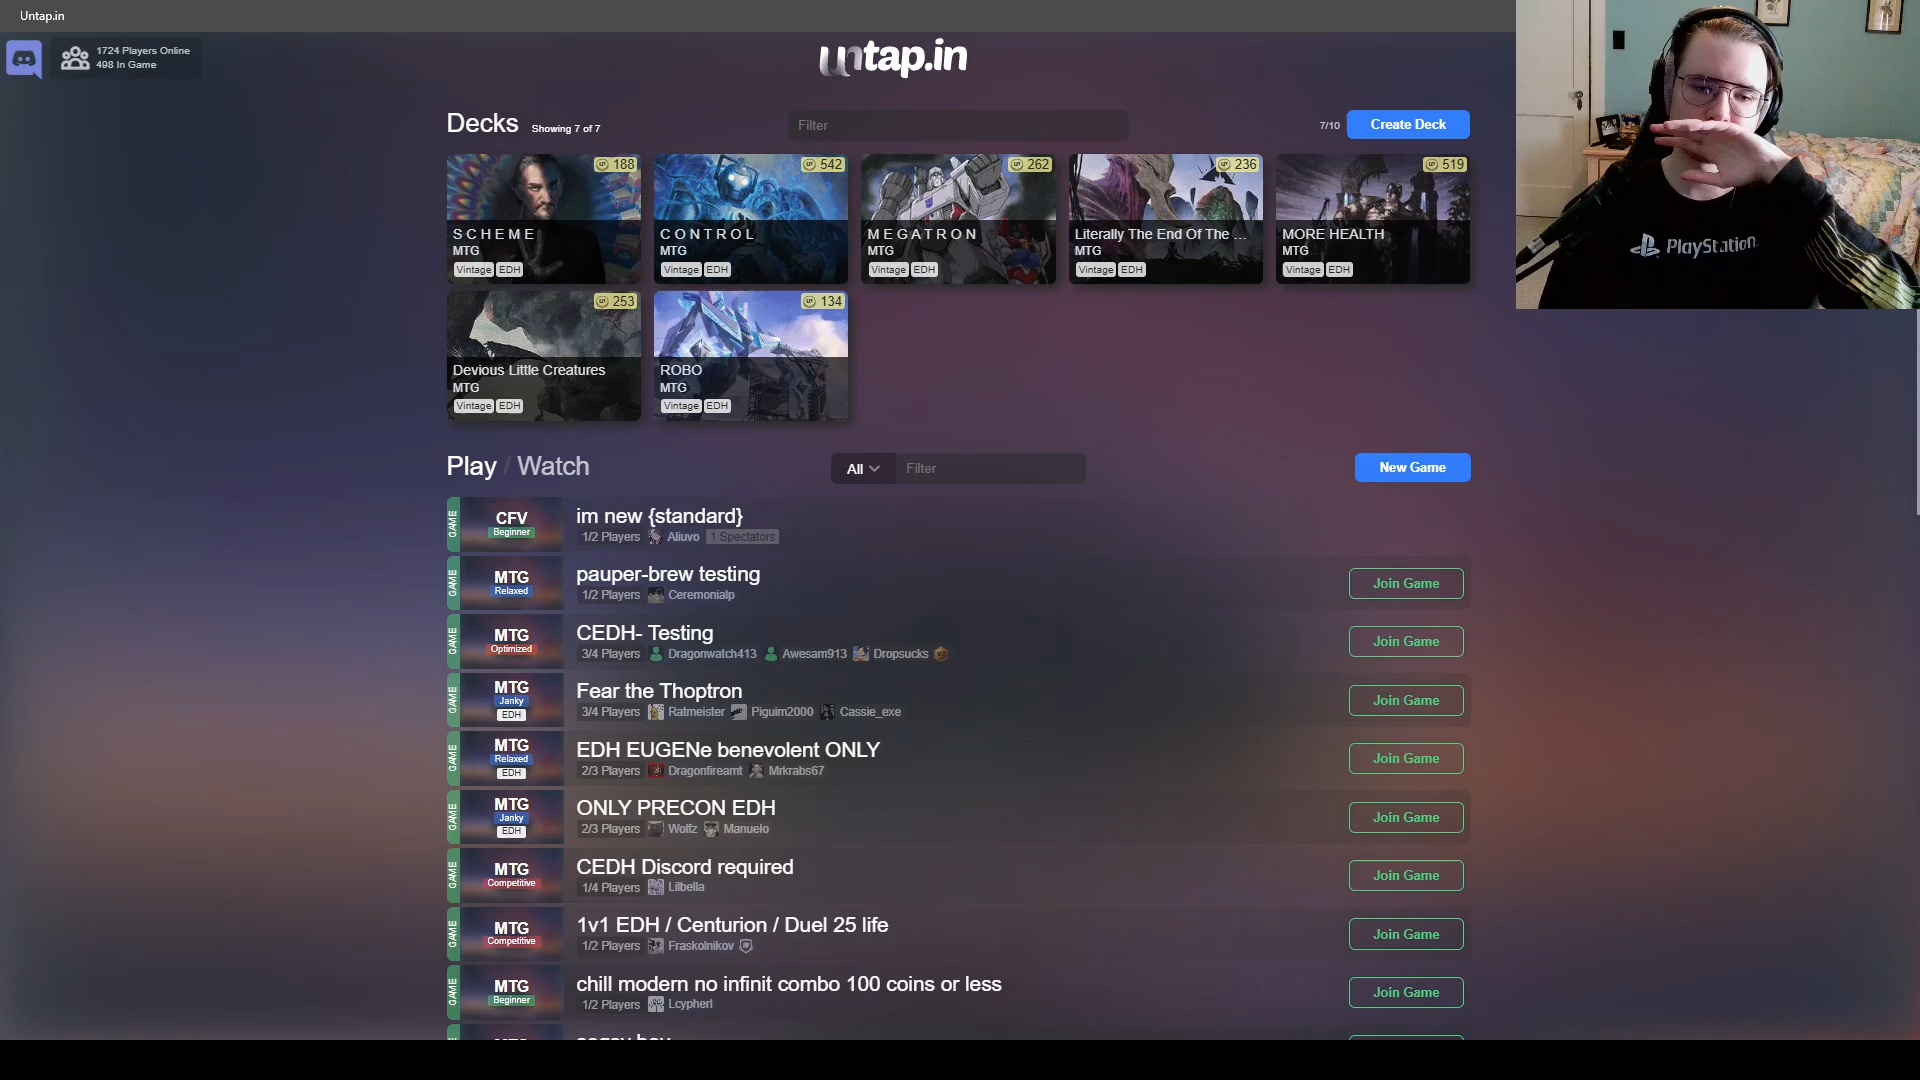 Untap.in
1724 Players Online
498 In Game
untap.in
Decks Showing 7 of 7
Filter
7/10
Create Deck
188
S C H E M E
MTG
Vintage EDH
542
C O N T R O L
MTG
Vintage EDH
262
M E G A T R O N
MTG
Vintage EDH
236
Literally The End Of The ...
MTG
Vintage EDH
519
MORE HEALTH
MTG
Vintage EDH
253
Devious Little Creatures
MTG
Vintage EDH
134
ROBO
MTG
Vintage EDH
PlayStation
Play / Watch
All
Filter
New Game
GAME
CFV
Beginner
im new {standard}
1/2 Players Aliuvo 1 Spectators
GAME
MTG
Relaxed
pauper-brew testing
1/2 Players Ceremonialp
Join Game
GAME
MTG
Optimized
CEDH- Testing
3/4 Players Dragonwatch413 Awesam913 Dropsucks
Join Game
GAME
MTG
Janky
EDH
Fear the Thoptron
3/4 Players Ratmeister Piguim2000 Cassie_exe
Join Game
GAME
MTG
Relaxed
EDH
EDH EUGENe benevolent ONLY
2/3 Players Dragonfireamt Mrkrabs67
Join Game
GAME
MTG
Janky
EDH
ONLY PRECON EDH
2/3 Players Wolfz Manuelo
Join Game
GAME
MTG
Competitive
CEDH Discord required
1/4 Players Lilbella
Join Game
GAME
MTG
Competitive
1v1 EDH / Centurion / Duel 25 life
1/2 Players Fraskolnikov
Join Game
GAME
MTG
Beginner
chill modern no infinit combo 100 coins or less
1/2 Players Lcypherl
Join Game